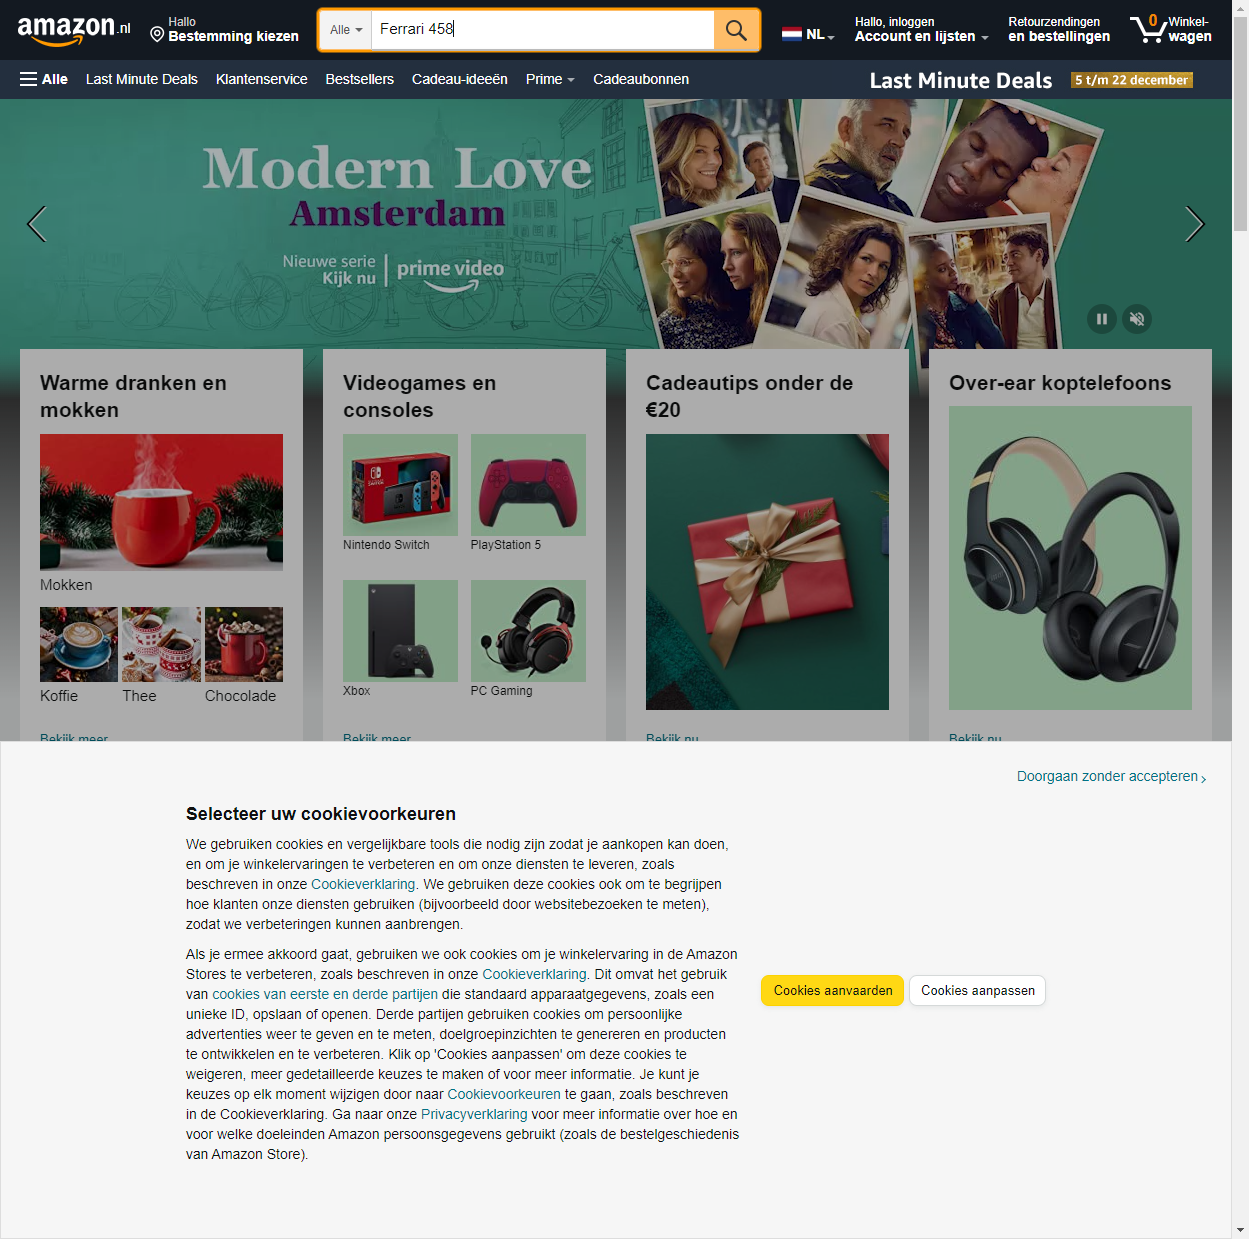 amazon.nl
Hallo
Bestemming kiezen
Alle
Ferrari 458
NL
Hallo, inloggen
Account en lijsten
Retourzendingen
en bestellingen
0
Winkel-
wagen
Alle
Last Minute Deals
Klantenservice
Bestsellers
Cadeau-ideeën
Prime
Cadeaubonnen
Last Minute Deals
5 t/m 22 december
Modern Love
Amsterdam
Nieuwe serie
Kijk nu
prime video
Warme dranken en
mokken
Mokken
Koffie
Thee
Chocolade
Bekijk meer
Videogames en
consoles
Nintendo Switch
PlayStation 5
Xbox
PC Gaming
Bekijk meer
Cadeautips onder de
€20
Bekijk nu
Over-ear koptelefoons
Bekijk nu
Doorgaan zonder accepteren ›
Selecteer uw cookievoorkeuren
We gebruiken cookies en vergelijkbare tools die nodig zijn zodat je aankopen kan doen,
en om je winkelervaringen te verbeteren en om onze diensten te leveren, zoals
beschreven in onze Cookieverklaring. We gebruiken deze cookies ook om te begrijpen
hoe klanten onze diensten gebruiken (bijvoorbeeld door websitebezoeken te meten),
zodat we verbeteringen kunnen aanbrengen.
Als je ermee akkoord gaat, gebruiken we ook cookies om je winkelervaring in de Amazon
Stores te verbeteren, zoals beschreven in onze Cookieverklaring. Dit omvat het gebruik
van cookies van eerste en derde partijen die standaard apparaatgegevens, zoals een
unieke ID, opslaan of openen. Derde partijen gebruiken cookies om persoonlijke
advertenties weer te geven en te meten, doelgroepinzichten te genereren en producten
te ontwikkelen en te verbeteren. Klik op 'Cookies aanpassen' om deze cookies te
weigeren, meer gedetailleerde keuzes te maken of voor meer informatie. Je kunt je
keuzes op elk moment wijzigen door naar Cookievoorkeuren te gaan, zoals beschreven
in de Cookieverklaring. Ga naar onze Privacyverklaring voor meer informatie over hoe en
voor welke doeleinden Amazon persoonsgegevens gebruikt (zoals de bestelgeschiedenis
van Amazon Store).
Cookies aanvaarden
Cookies aanpassen